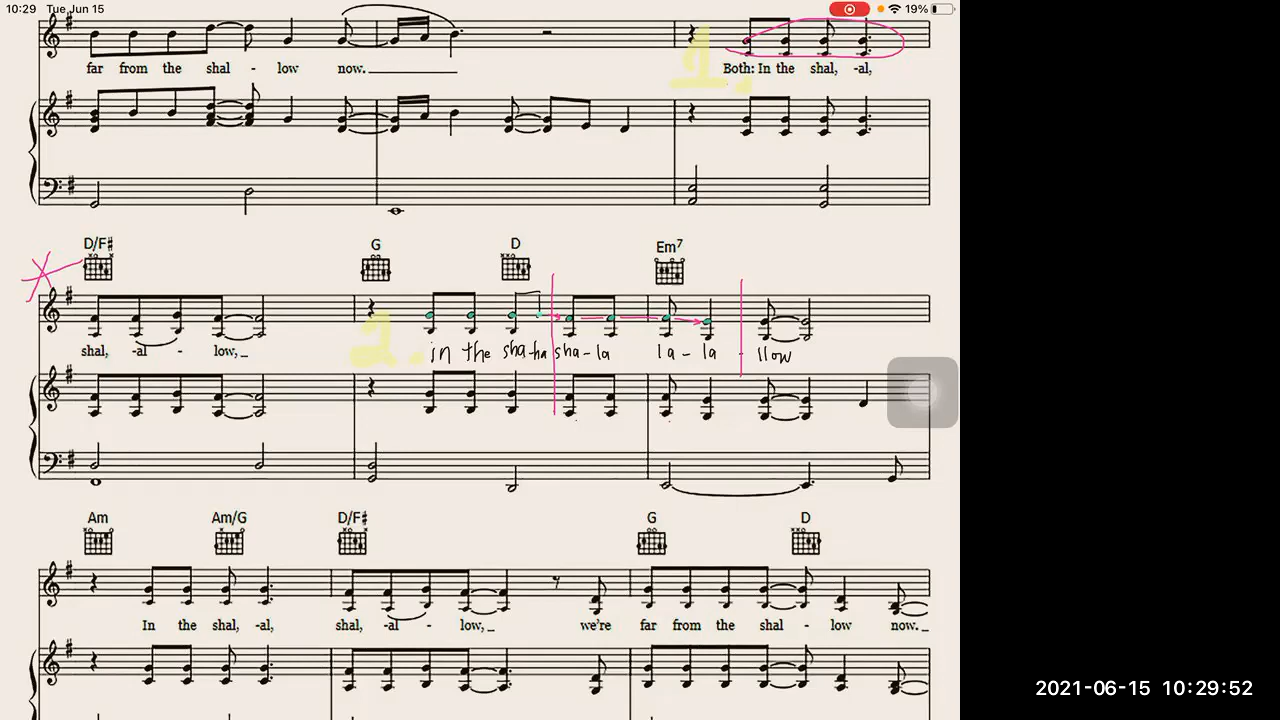 10:29 Tue Jun 15 19%
far from the shal - low now.
1.
Both: In the shal, -al,
D/F♯ G D Em7
shal, -al - low,_
2. in the sha-ha sha-la la-la-llow
Am Am/G D/F♯ G D
In the shal, -al, shal, -al - low,_ we're far from the shal - low now._
2021-06-15 10:29:52